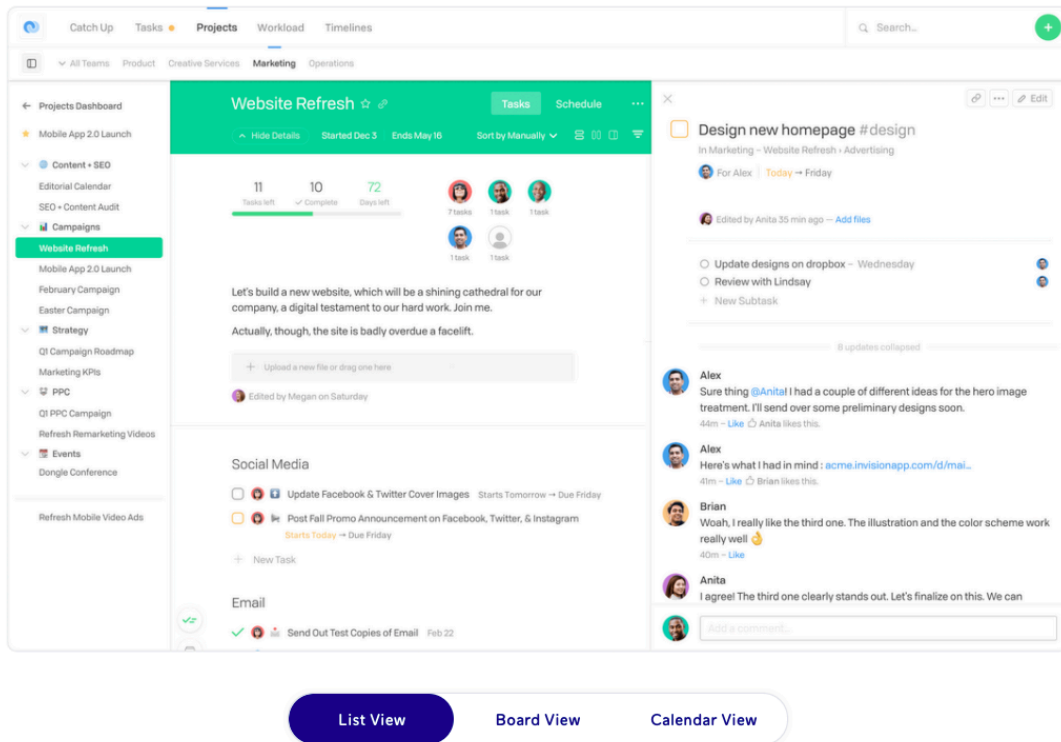 Catch Up Tasks Projects Workload Timelines Search... +
All Teams Product Creative Services Marketing Operations
← Projects Dashboard
Mobile App 2.0 Launch
Content + SEO
Editorial Calendar
SEO + Content Audit
Campaigns
Website Refresh
Mobile App 2.0 Launch
February Campaign
Easter Campaign
Strategy
Q1 Campaign Roadmap
Marketing KPIs
PPC
Q1 PPC Campaign
Refresh Remarketing Videos
Events
Dongle Conference
Refresh Mobile Video Ads
Website Refresh Tasks Schedule ...
Hide Details Started Dec 3 Ends May 16 Sort by Manually
11 10 72
Tasks left Complete Days left
7 tasks 1 task 1 task
1 task 1 task
Let's build a new website, which will be a shining cathedral for our
company, a digital testament to our hard work. Join me.
Actually, though, the site is badly overdue a facelift.
+ Upload a new file or drag one here
Edited by Megan on Saturday
Social Media
Update Facebook & Twitter Cover Images Starts Tomorrow → Due Friday
Post Fall Promo Announcement on Facebook, Twitter, & Instagram
Starts Today → Due Friday
+ New Task
Email
Send Out Test Copies of Email Feb 22
... Edit
Design new homepage #design
In Marketing – Website Refresh › Advertising
For Alex Today → Friday
Edited by Anita 35 min ago – Add files
Update designs on dropbox – Wednesday
Review with Lindsay
+ New Subtask
8 updates collapsed
Alex
Sure thing @Anita! I had a couple of different ideas for the hero image
treatment. I'll send over some preliminary designs soon.
44m – Like Anita likes this.
Alex
Here's what I had in mind : acme.invisionapp.com/d/mai...
41m – Like Brian likes this.
Brian
Woah, I really like the third one. The illustration and the color scheme work
really well 👌
40m – Like
Anita
I agree! The third one clearly stands out. Let's finalize on this. We can
Add a comment...
List View Board View Calendar View